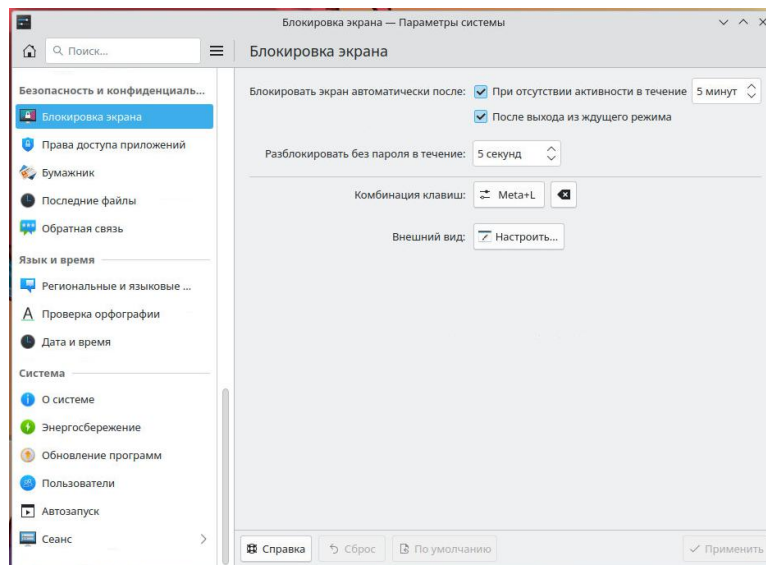 Блокировка экрана — Параметры системы
Поиск...
Блокировка экрана
Безопасность и конфиденциаль...
Блокировка экрана
Права доступа приложений
Бумажник
Последние файлы
Обратная связь
Язык и время
Региональные и языковые ...
Проверка орфографии
Дата и время
Система
О системе
Энергосбережение
Обновление программ
Пользователи
Автозапуск
Сеанс
Блокировать экран автоматически после: При отсутствии активности в течение 5 минут
После выхода из ждущего режима
Разблокировать без пароля в течение: 5 секунд
Комбинация клавиш: Meta+L
Внешний вид: Настроить...
Справка Сброс По умолчанию Применить